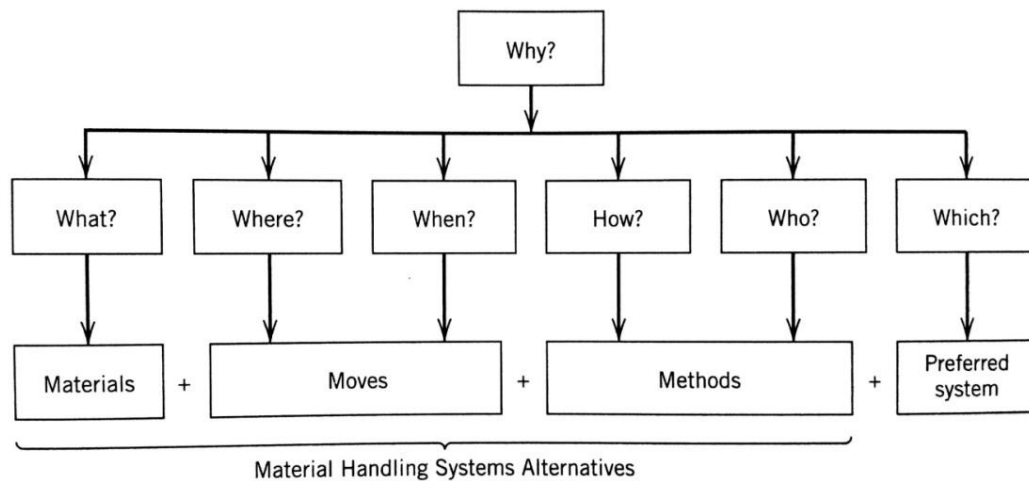 Why?
What?
Where?
When?
How?
Who?
Which?
Materials
+
Moves
+
Methods
+
Preferred
system
Material Handling Systems Alternatives